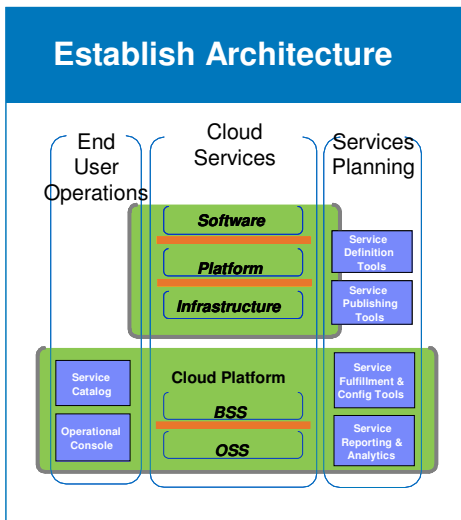 Establish Architecture
End
User
Operations
Cloud
Services
Services
Planning
Software
Platform
Infrastructure
Service
Definition
Tools
Service
Publishing
Tools
Service
Catalog
Operational
Console
Cloud Platform
BSS
OSS
Service
Fulfillment &
Config Tools
Service
Reporting &
Analytics